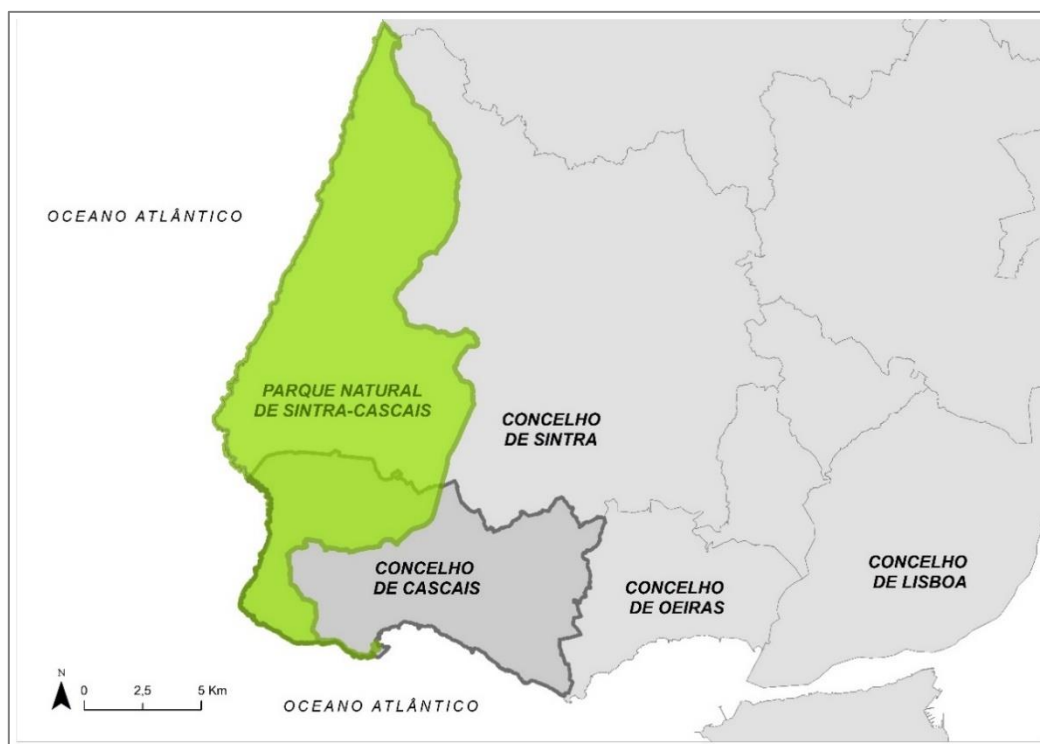 OCEANO ATLÂNTICO
PARQUE NATURAL
DE SINTRA-CASCAIS
CONCELHO
DE SINTRA
CONCELHO
DE CASCAIS
CONCELHO
DE OEIRAS
CONCELHO
DE LISBOA
N
0 2,5 5 Km
OCEANO ATLÂNTICO